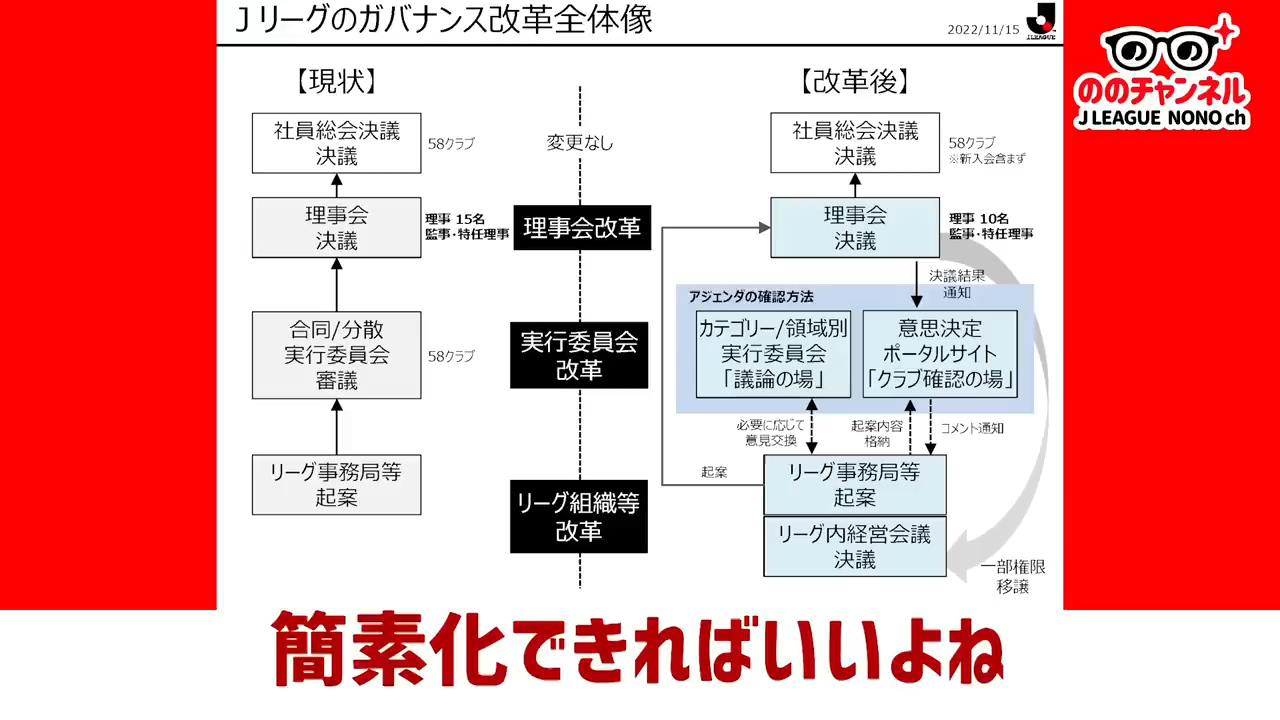 Jリーグのガバナンス改革全体像
2022/11/15
J.LEAGUE
ののチャンネル
J LEAGUE NONO ch
【現状】
社員総会決議
決議
58クラブ
理事会
決議
理事 15名
監事・特任理事
合同/分散
実行委員会
審議
58クラブ
リーグ事務局等
起案
変更なし
理事会改革
実行委員会
改革
リーグ組織等
改革
【改革後】
社員総会決議
決議
58クラブ
※新入会含まず
理事会
決議
理事 10名
監事・特任理事
決議結果
通知
アジェンダの確認方法
カテゴリー/領域別
実行委員会
「議論の場」
意思決定
ポータルサイト
「クラブ確認の場」
必要に応じて
意見交換
起案内容
格納
コメント通知
起案
リーグ事務局等
起案
リーグ内経営会議
決議
一部権限
移譲
簡素化できればいいよね